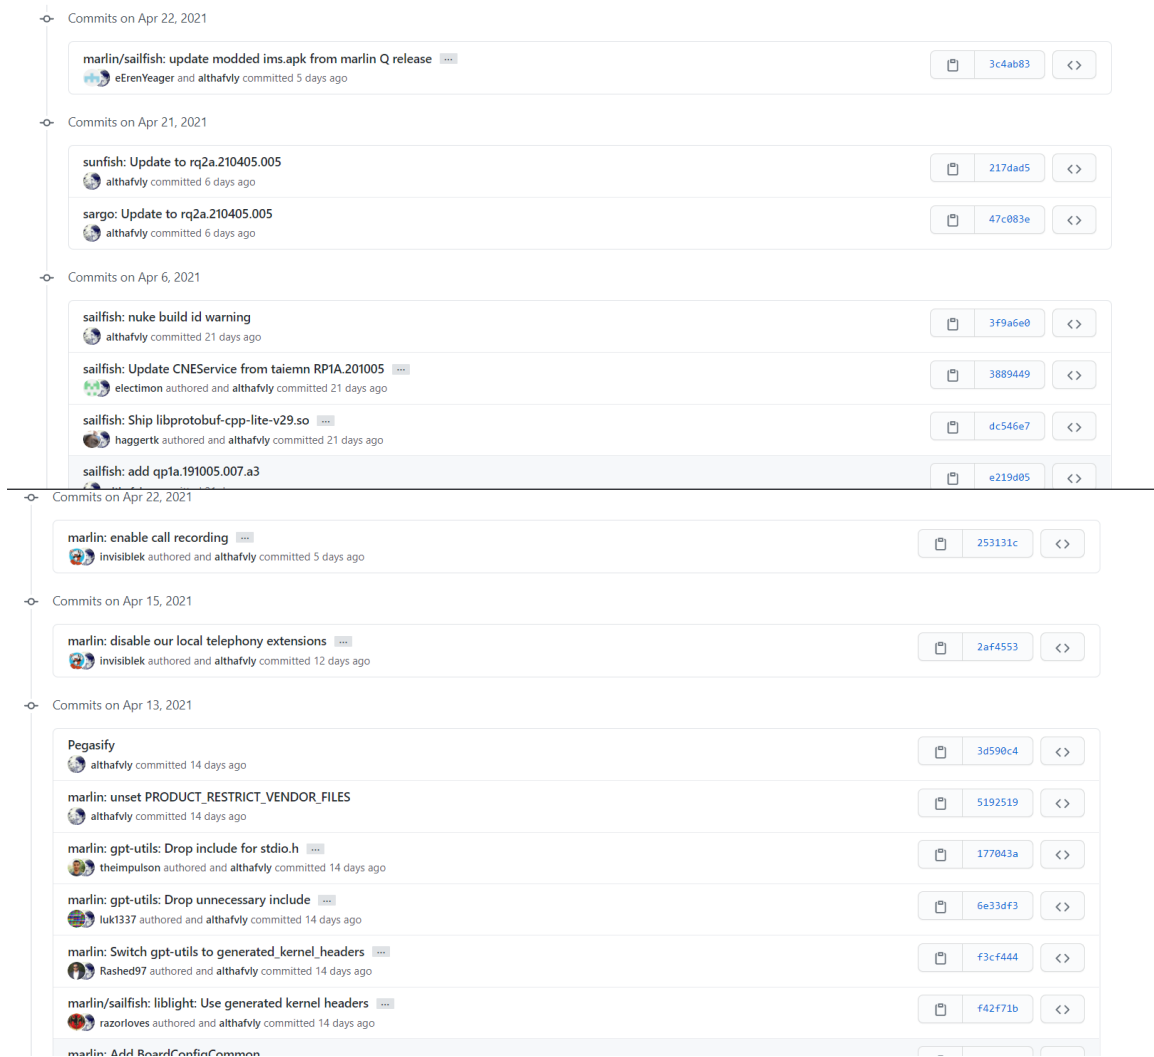 Commits on Apr 22, 2021
marlin/sailfish: update modded ims.apk from marlin Q release ...
3c4ab83
eErenYeager and althafvly committed 5 days ago
Commits on Apr 21, 2021
sunfish: Update to rq2a.210405.005
217dad5
althafvly committed 6 days ago
sargo: Update to rq2a.210405.005
47c083e
althafvly committed 6 days ago
Commits on Apr 6, 2021
sailfish: nuke build id warning
3f9a6e0
althafvly committed 21 days ago
sailfish: Update CNEService from taiemn RP1A.201005 ...
3889449
electimon authored and althafvly committed 21 days ago
sailfish: Ship libprotobuf-cpp-lite-v29.so ...
dc546e7
haggertk authored and althafvly committed 21 days ago
sailfish: add qp1a.191005.007.a3
e219d05
Commits on Apr 22, 2021
marlin: enable call recording ...
253131c
invisiblek authored and althafvly committed 5 days ago
Commits on Apr 15, 2021
marlin: disable our local telephony extensions ...
2af4553
invisiblek authored and althafvly committed 12 days ago
Commits on Apr 13, 2021
Pegasify
3d590c4
althafvly committed 14 days ago
marlin: unset PRODUCT_RESTRICT_VENDOR_FILES
5192519
althafvly committed 14 days ago
marlin: gpt-utils: Drop include for stdio.h ...
177043a
theimpulson authored and althafvly committed 14 days ago
marlin: gpt-utils: Drop unnecessary include ...
6e33df3
luk1337 authored and althafvly committed 14 days ago
marlin: Switch gpt-utils to generated_kernel_headers ...
f3cf444
Rashed97 authored and althafvly committed 14 days ago
marlin/sailfish: liblight: Use generated kernel headers ...
f42f71b
razorloves authored and althafvly committed 14 days ago
marlin: Add BoardConfigCommon